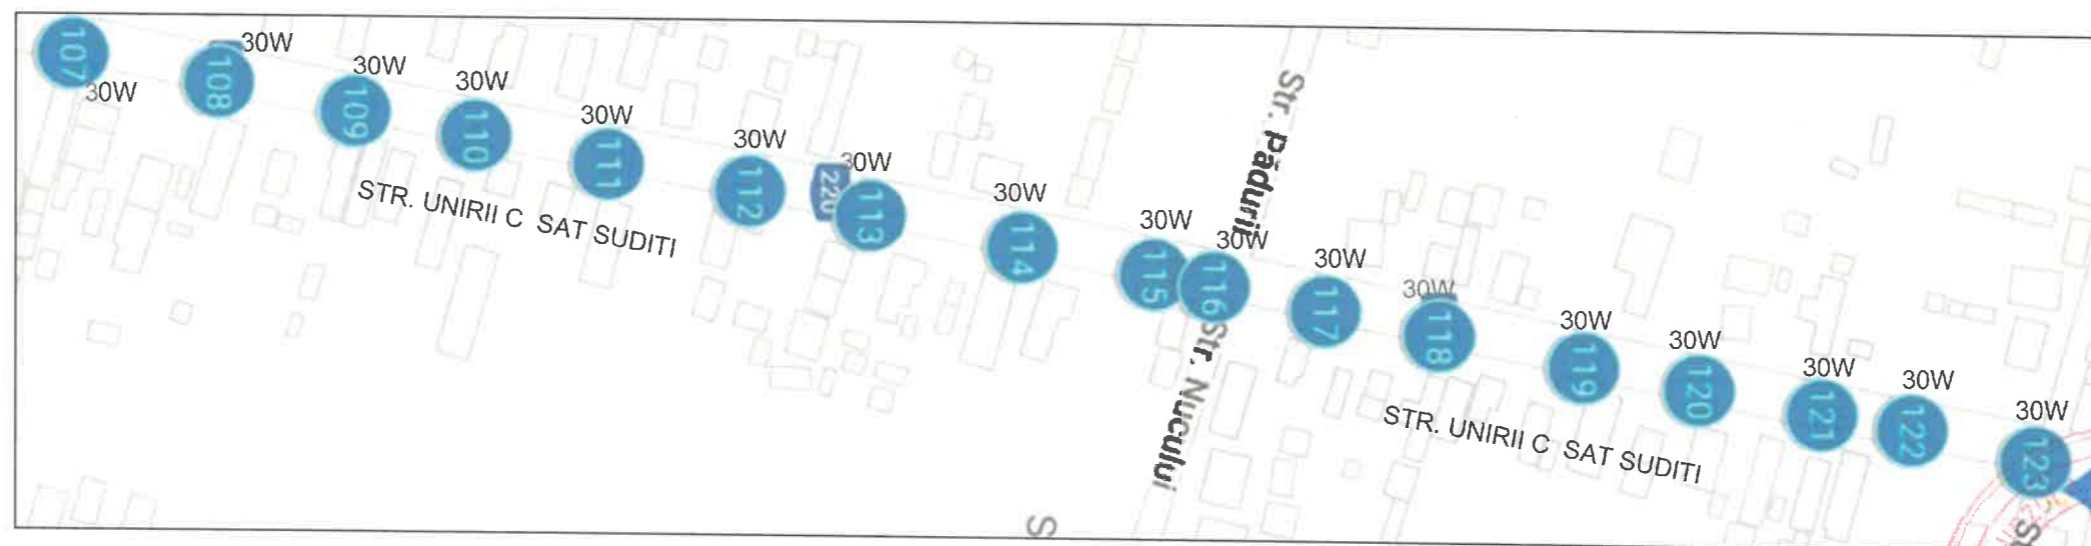 107
30W
108
30W
109
30W
110
30W
111
30W
112
30W
220
113
30W
114
30W
115
30W
116
30W
117
30W
118
30W
119
30W
120
30W
121
30W
122
30W
123
30W
STR. UNIRII C SAT SUDITI
STR. UNIRII C SAT SUDITI
Str. Pădurii
Str. Nucului
S